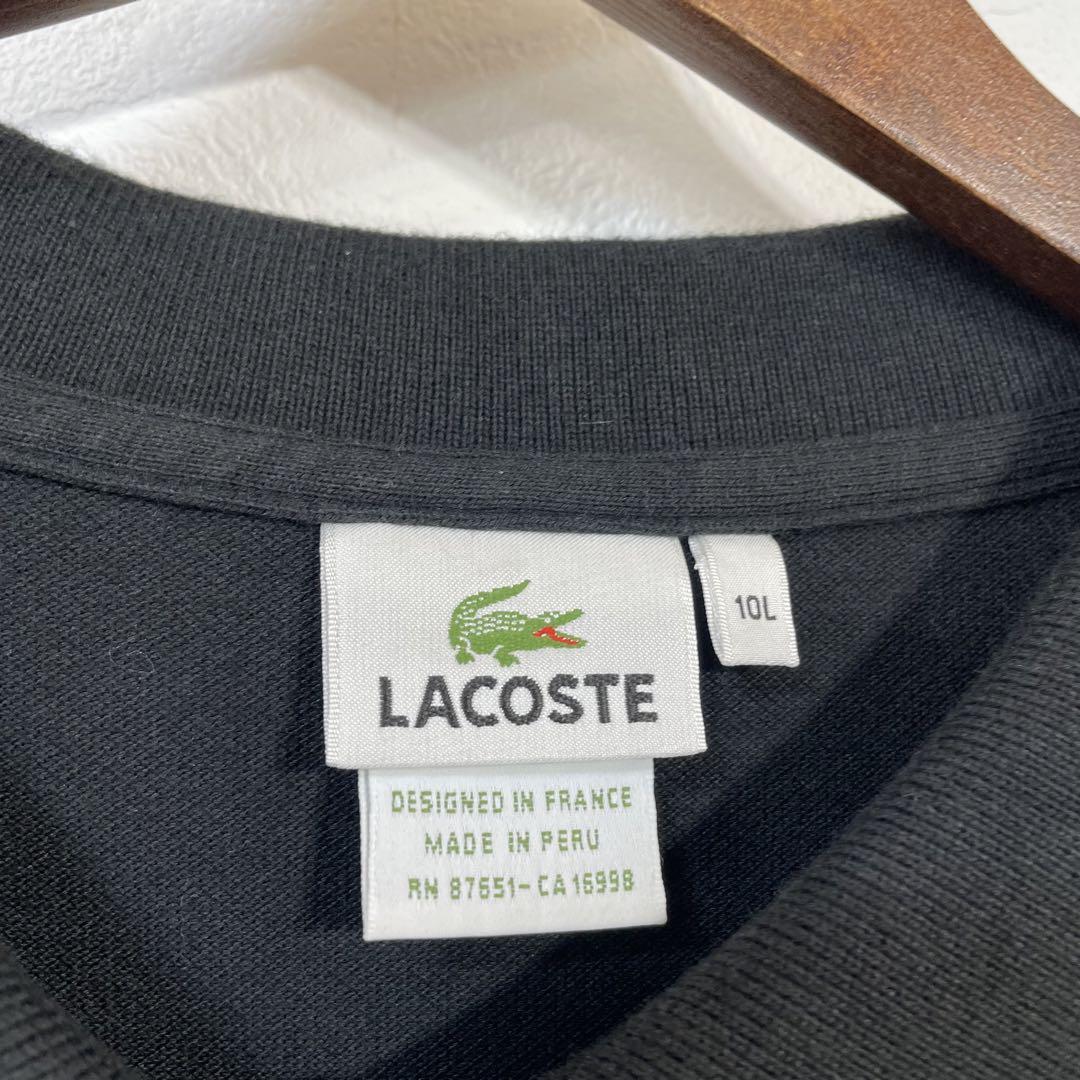 LACOSTE
10L
DESIGNED IN FRANCE
MADE IN PERU
RN 87651-CA 16998